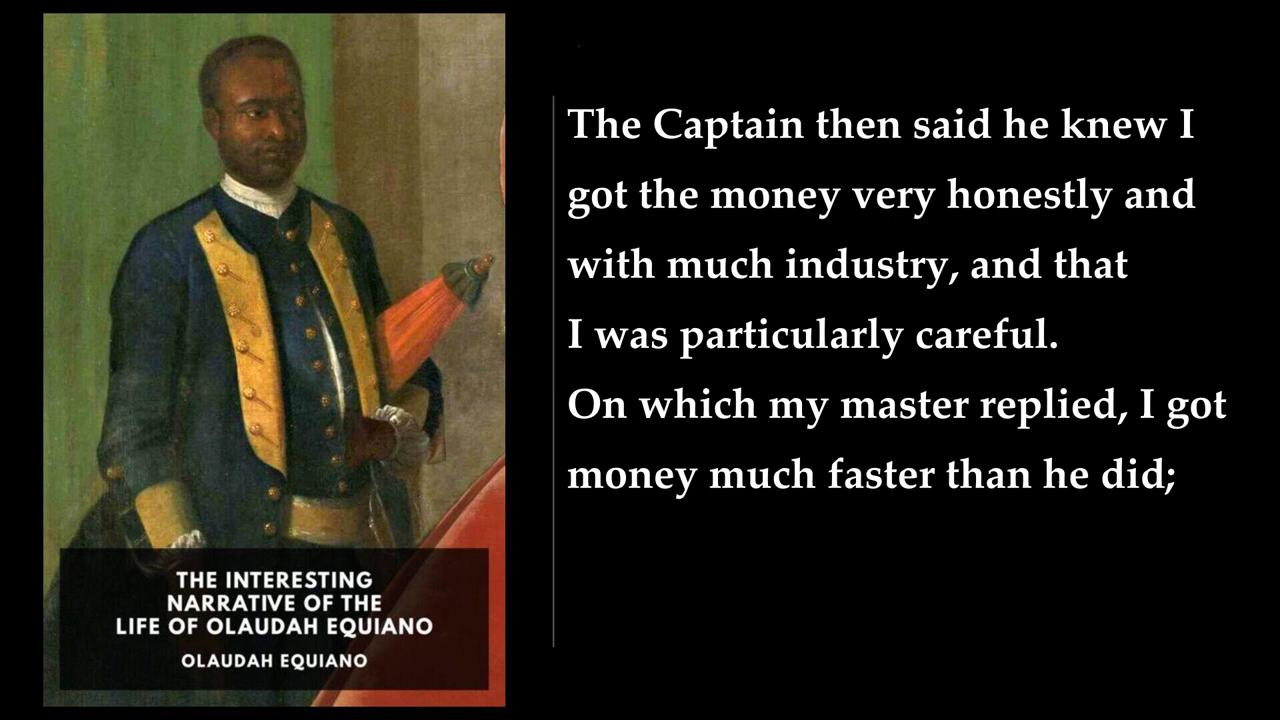 The Captain then said he knew I
got the money very honestly and
with much industry, and that
I was particularly careful.
On which my master replied, I got
money much faster than he did;
THE INTERESTING
NARRATIVE OF THE
LIFE OF OLAUDAH EQUIANO
OLAUDAH EQUIANO